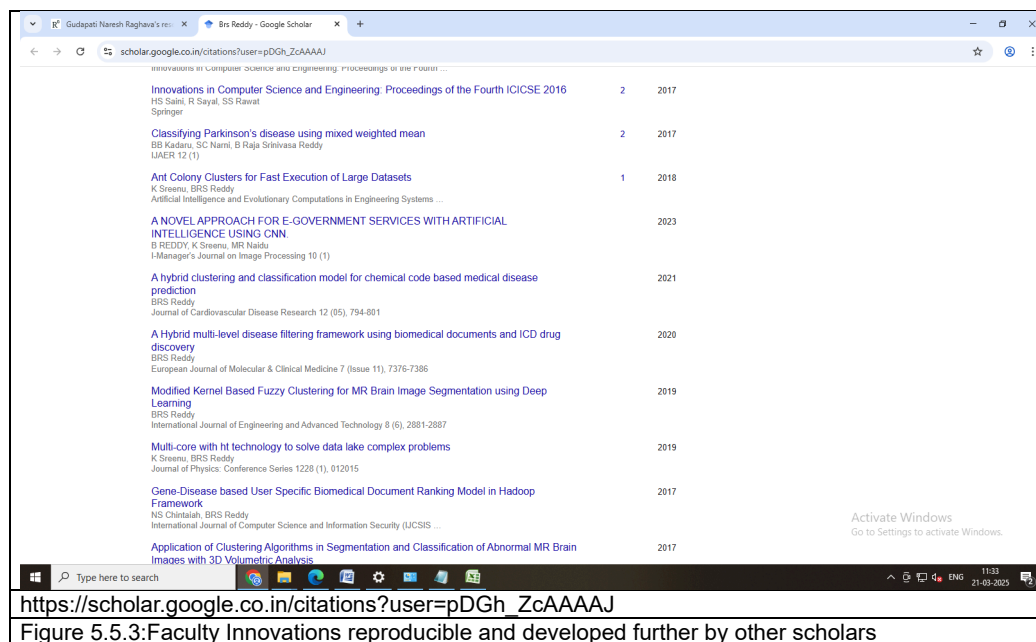 Gudapati Naresh Raghava's res
Brs Reddy - Google Scholar
scholar.google.co.in/citations?user=pDGh_ZcAAAAJ
Innovations in Computer Science and Engineering: Proceedings of the Fourth ...
Innovations in Computer Science and Engineering: Proceedings of the Fourth ICICSE 2016 2 2017
HS Saini, R Sayal, SS Rawat
Springer
Classifying Parkinson's disease using mixed weighted mean 2 2017
BB Kadaru, SC Narni, B Raja Srinivasa Reddy
IJAER 12 (1)
Ant Colony Clusters for Fast Execution of Large Datasets 1 2018
K Sreenu, BRS Reddy
Artificial Intelligence and Evolutionary Computations in Engineering Systems ...
A NOVEL APPROACH FOR E-GOVERNMENT SERVICES WITH ARTIFICIAL 2023
INTELLIGENCE USING CNN.
B REDDY, K Sreenu, MR Naidu
I-Manager's Journal on Image Processing 10 (1)
A hybrid clustering and classification model for chemical code based medical disease 2021
prediction
BRS Reddy
Journal of Cardiovascular Disease Research 12 (05), 794-801
A Hybrid multi-level disease filtering framework using biomedical documents and ICD drug 2020
discovery
BRS Reddy
European Journal of Molecular & Clinical Medicine 7 (Issue 11), 7376-7386
Modified Kernel Based Fuzzy Clustering for MR Brain Image Segmentation using Deep 2019
Learning
BRS Reddy
International Journal of Engineering and Advanced Technology 8 (6), 2881-2887
Multi-core with ht technology to solve data lake complex problems 2019
K Sreenu, BRS Reddy
Journal of Physics: Conference Series 1228 (1), 012015
Gene-Disease based User Specific Biomedical Document Ranking Model in Hadoop 2017
Framework
NS Chintaiah, BRS Reddy
International Journal of Computer Science and Information Security (IJCSIS ...
Application of Clustering Algorithms in Segmentation and Classification of Abnormal MR Brain 2017
Images with 3D Volumetric Analysis
Activate Windows
Go to Settings to activate Windows.
Type here to search
ENG
11:33
21-03-2025
2
https://scholar.google.co.in/citations?user=pDGh_ZcAAAAJ
Figure 5.5.3:Faculty Innovations reproducible and developed further by other scholars